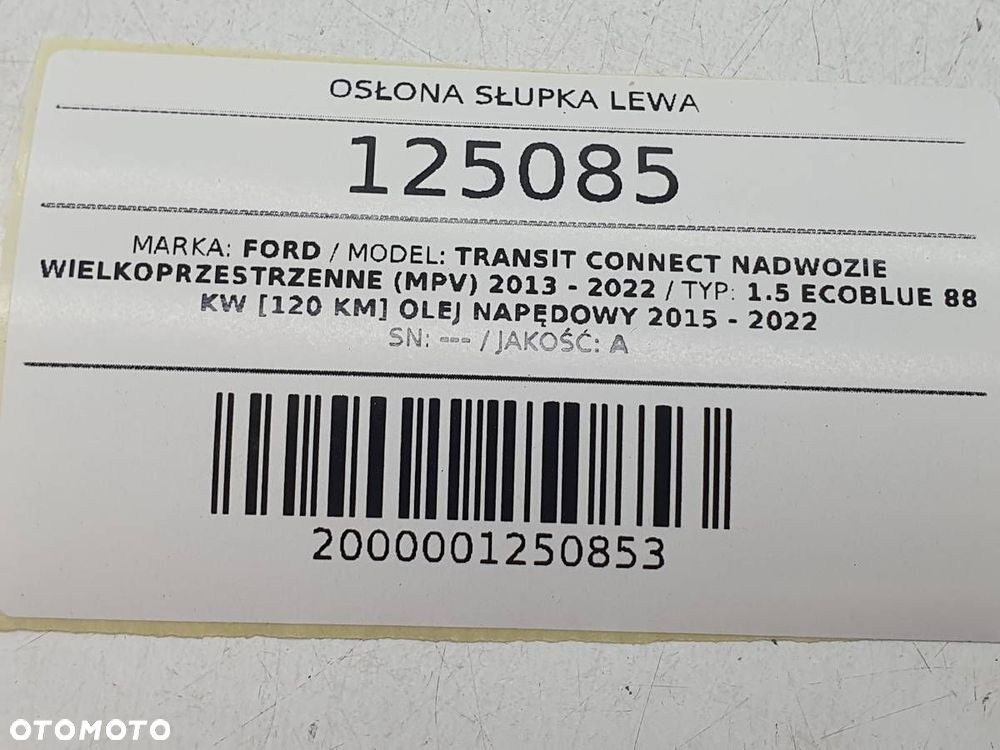 OSŁONA SŁUPKA LEWA
125085
MARKA: FORD / MODEL: TRANSIT CONNECT NADWOZIE
WIELKOPRZESTRZENNE (MPV) 2013 - 2022 / TYP: 1.5 ECOBLUE 88
KW [120 KM] OLEJ NAPĘDOWY 2015 - 2022
SN: --- / JAKOŚĆ: A
2000001250853
OTOMOTO